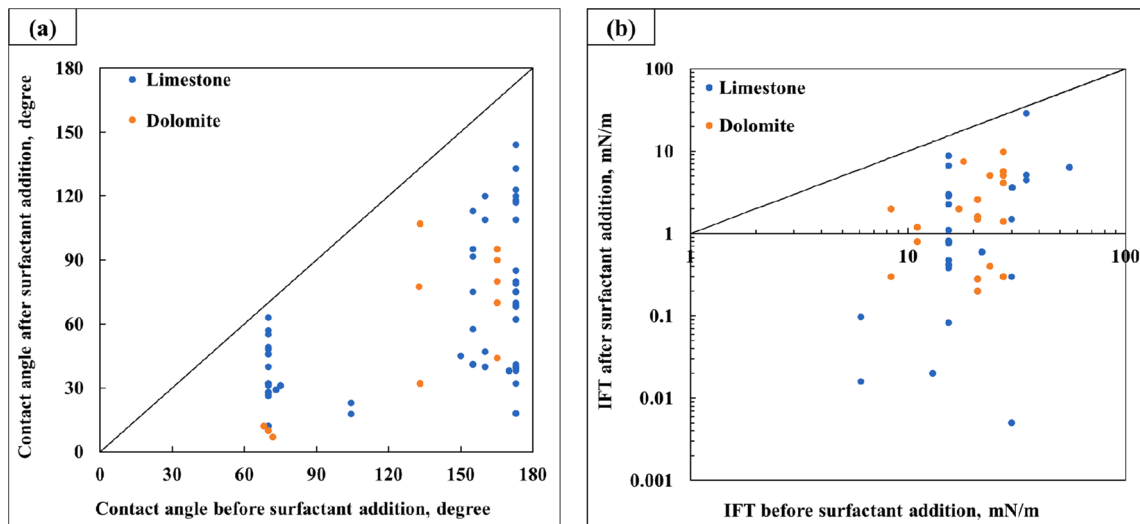 (a)
180
150
120
90
60
30
0
0 30 60 90 120 150 180
Limestone
Dolomite
Contact angle after surfactant addition, degree
Contact angle before surfactant addition, degree
(b)
100
10
1
0.1
0.01
0.001
1 10 100
Limestone
Dolomite
IFT after surfactant addition, mN/m
IFT before surfactant addition, mN/m